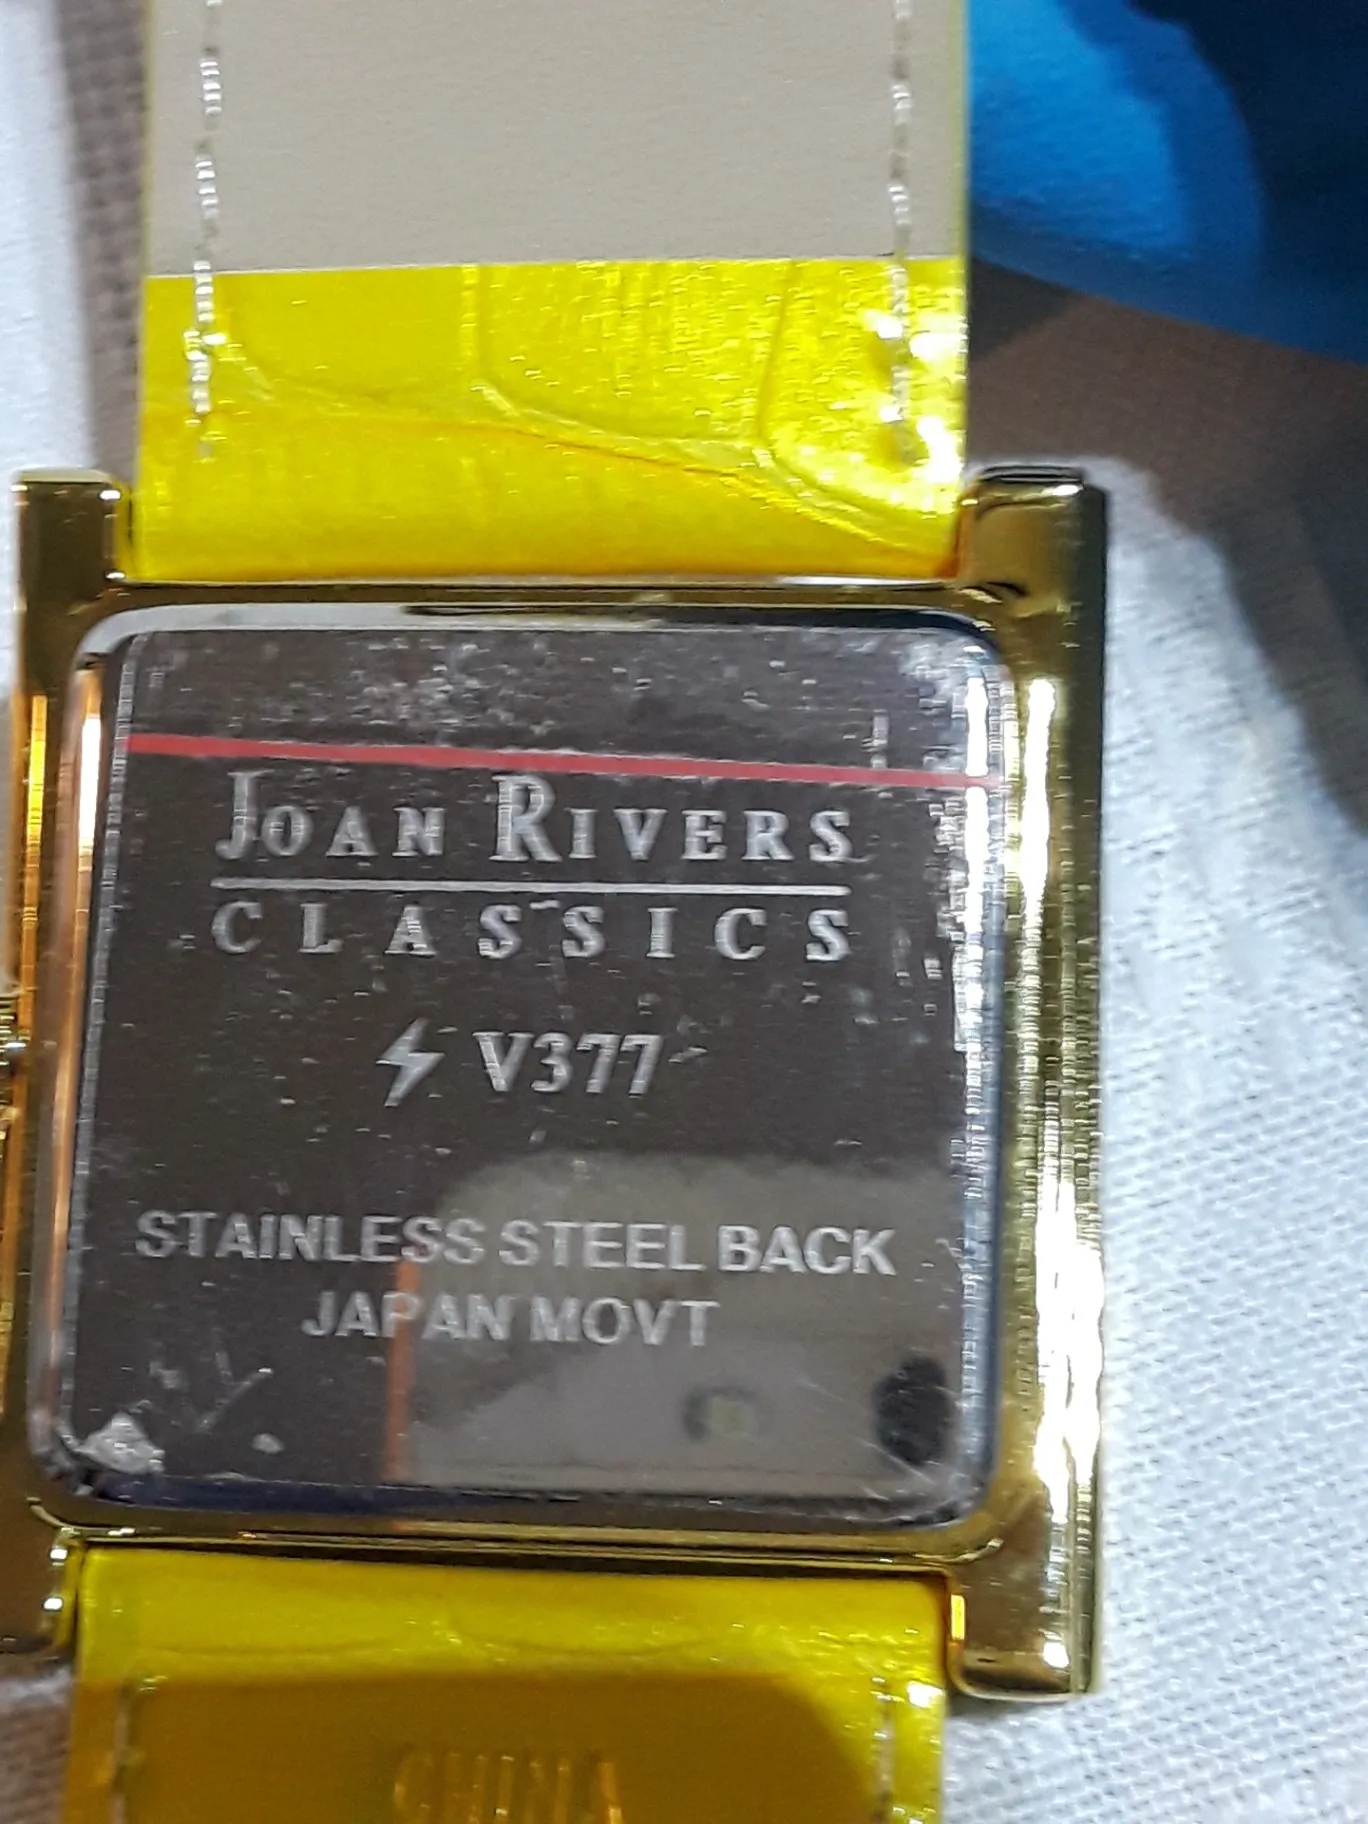 JOAN RIVERS
CLASSICS
V377
STAINLESS STEEL BACK
JAPAN MOVT
CHINA